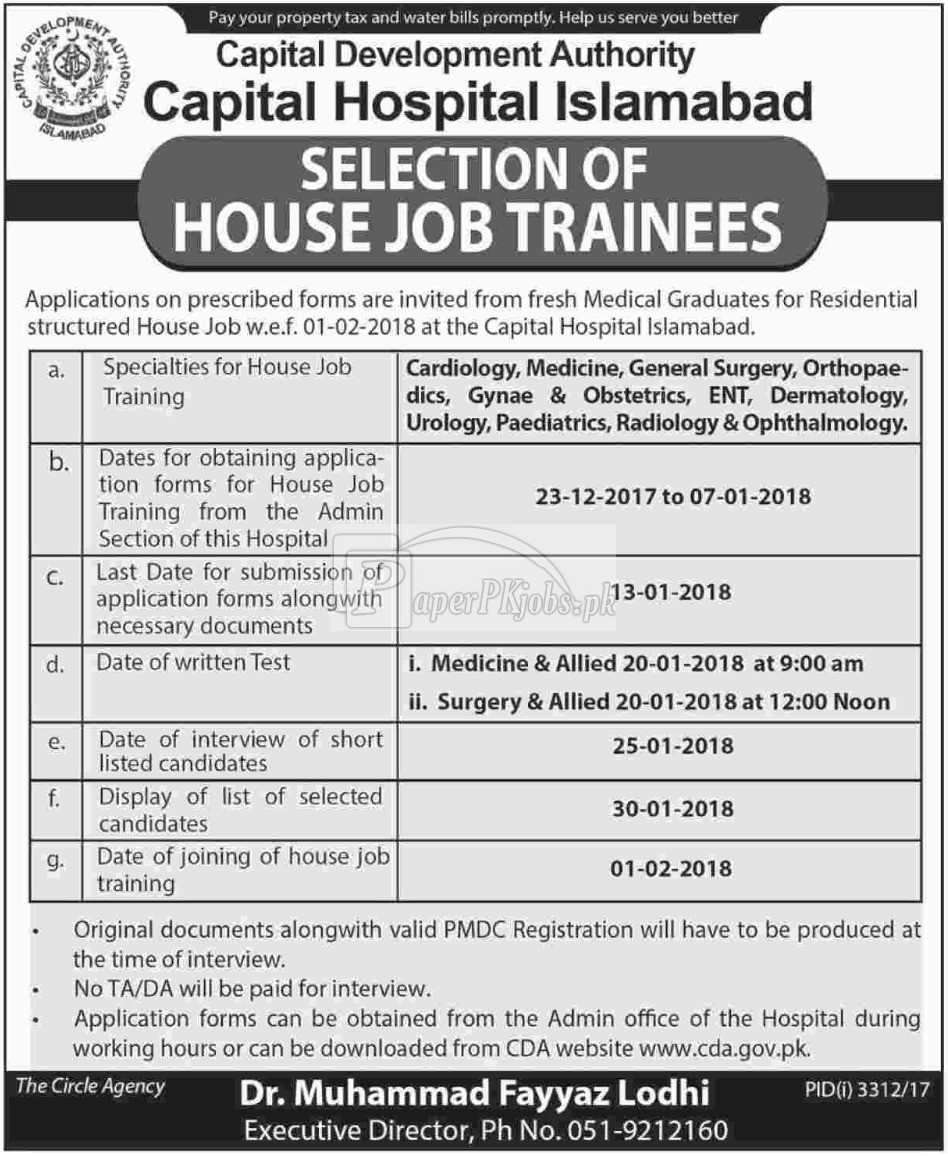 Pay your property tax and water bills promptly. Help us serve you better
CAPITAL DEVELOPMENT AUTHORITY
ISLAMABAD
Capital Development Authority
Capital Hospital Islamabad
SELECTION OF
HOUSE JOB TRAINEES
Applications on prescribed forms are invited from fresh Medical Graduates for Residential
structured House Job w.e.f. 01-02-2018 at the Capital Hospital Islamabad.
a. Specialties for House Job
Training
Cardiology, Medicine, General Surgery, Orthopae-
dics, Gynae & Obstetrics, ENT, Dermatology,
Urology, Paediatrics, Radiology & Ophthalmology.
b. Dates for obtaining applica-
tion forms for House Job
Training from the Admin
Section of this Hospital
23-12-2017 to 07-01-2018
c. Last Date for submission of
application forms alongwith
necessary documents
13-01-2018
PaperPKjobs.pk
d. Date of written Test
i. Medicine & Allied 20-01-2018 at 9:00 am
ii. Surgery & Allied 20-01-2018 at 12:00 Noon
e. Date of interview of short
listed candidates
25-01-2018
f. Display of list of selected
candidates
30-01-2018
g. Date of joining of house job
training
01-02-2018
• Original documents alongwith valid PMDC Registration will have to be produced at
the time of interview.
• No TA/DA will be paid for interview.
• Application forms can be obtained from the Admin office of the Hospital during
working hours or can be downloaded from CDA website www.cda.gov.pk.
The Circle Agency
Dr. Muhammad Fayyaz Lodhi
PID(i) 3312/17
Executive Director, Ph No. 051-9212160